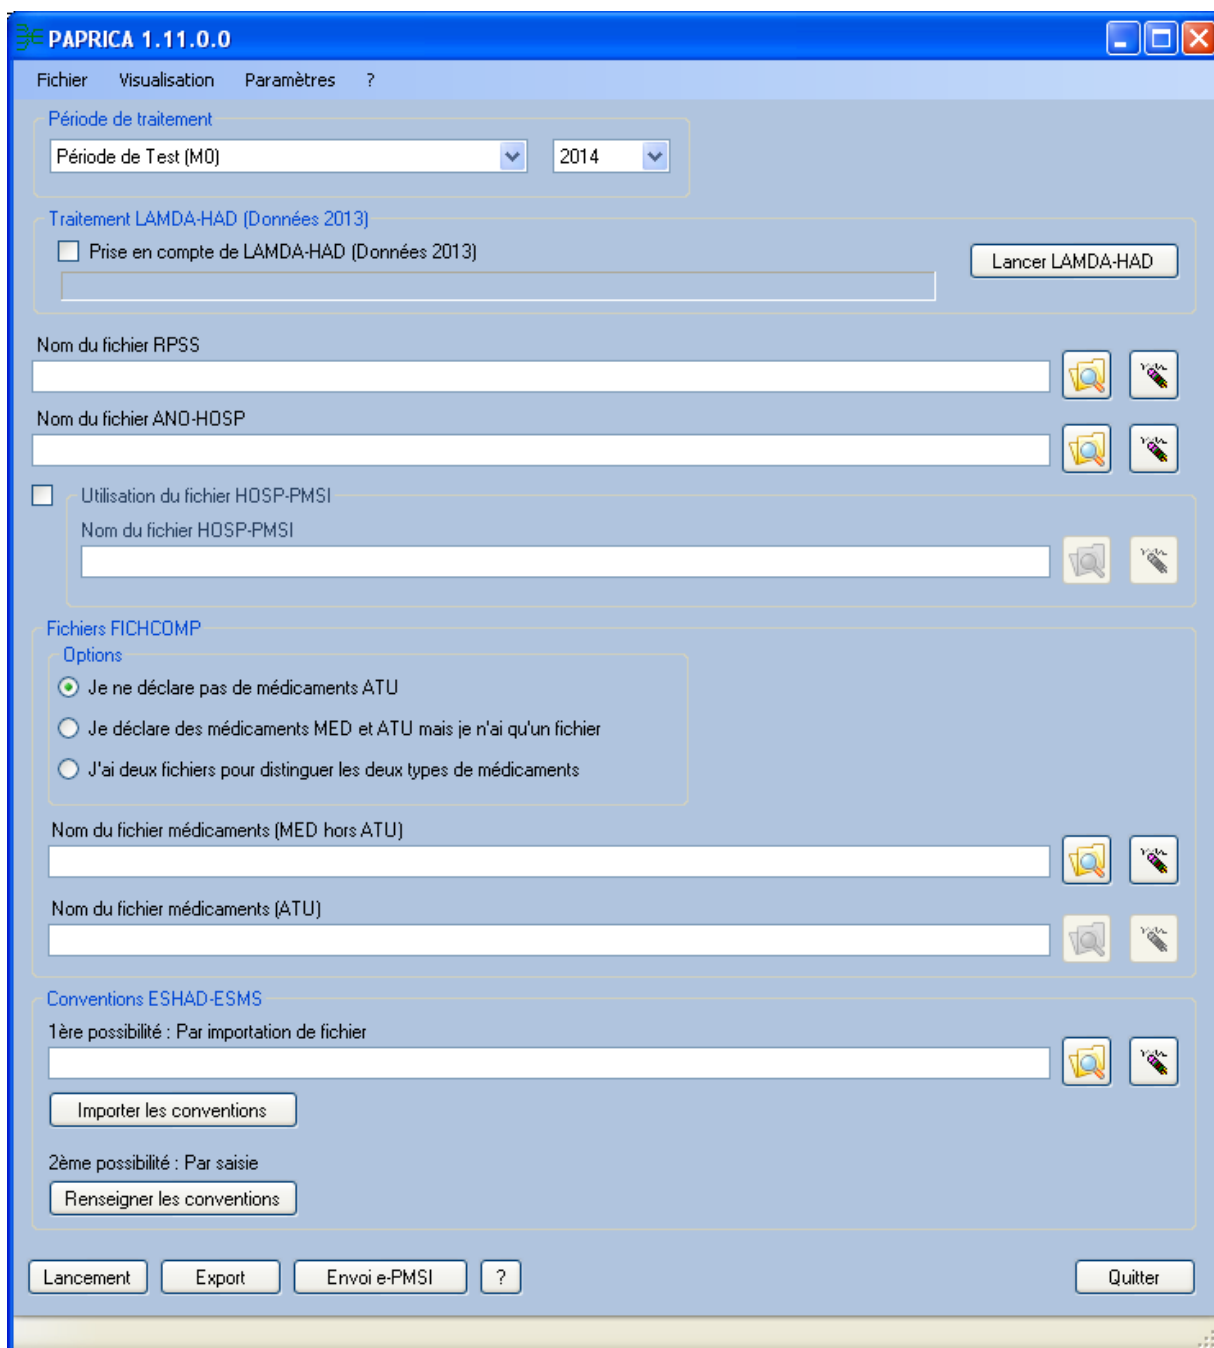 PAPRICA 1.11.0.0
Fichier Visualisation Paramètres ?
Période de traitement
Période de Test (M0) 2014
Traitement LAMDA-HAD (Données 2013)
Prise en compte de LAMDA-HAD (Données 2013)
Lancer LAMDA-HAD
Nom du fichier RPSS
Nom du fichier ANO-HOSP
Utilisation du fichier HOSP-PMSI
Nom du fichier HOSP-PMSI
Fichiers FICHCOMP
Options
Je ne déclare pas de médicaments ATU
Je déclare des médicaments MED et ATU mais je n'ai qu'un fichier
J'ai deux fichiers pour distinguer les deux types de médicaments
Nom du fichier médicaments (MED hors ATU)
Nom du fichier médicaments (ATU)
Conventions ESHAD-ESMS
1ère possibilité : Par importation de fichier
Importer les conventions
2ème possibilité : Par saisie
Renseigner les conventions
Lancement Export Envoi e-PMSI ? Quitter